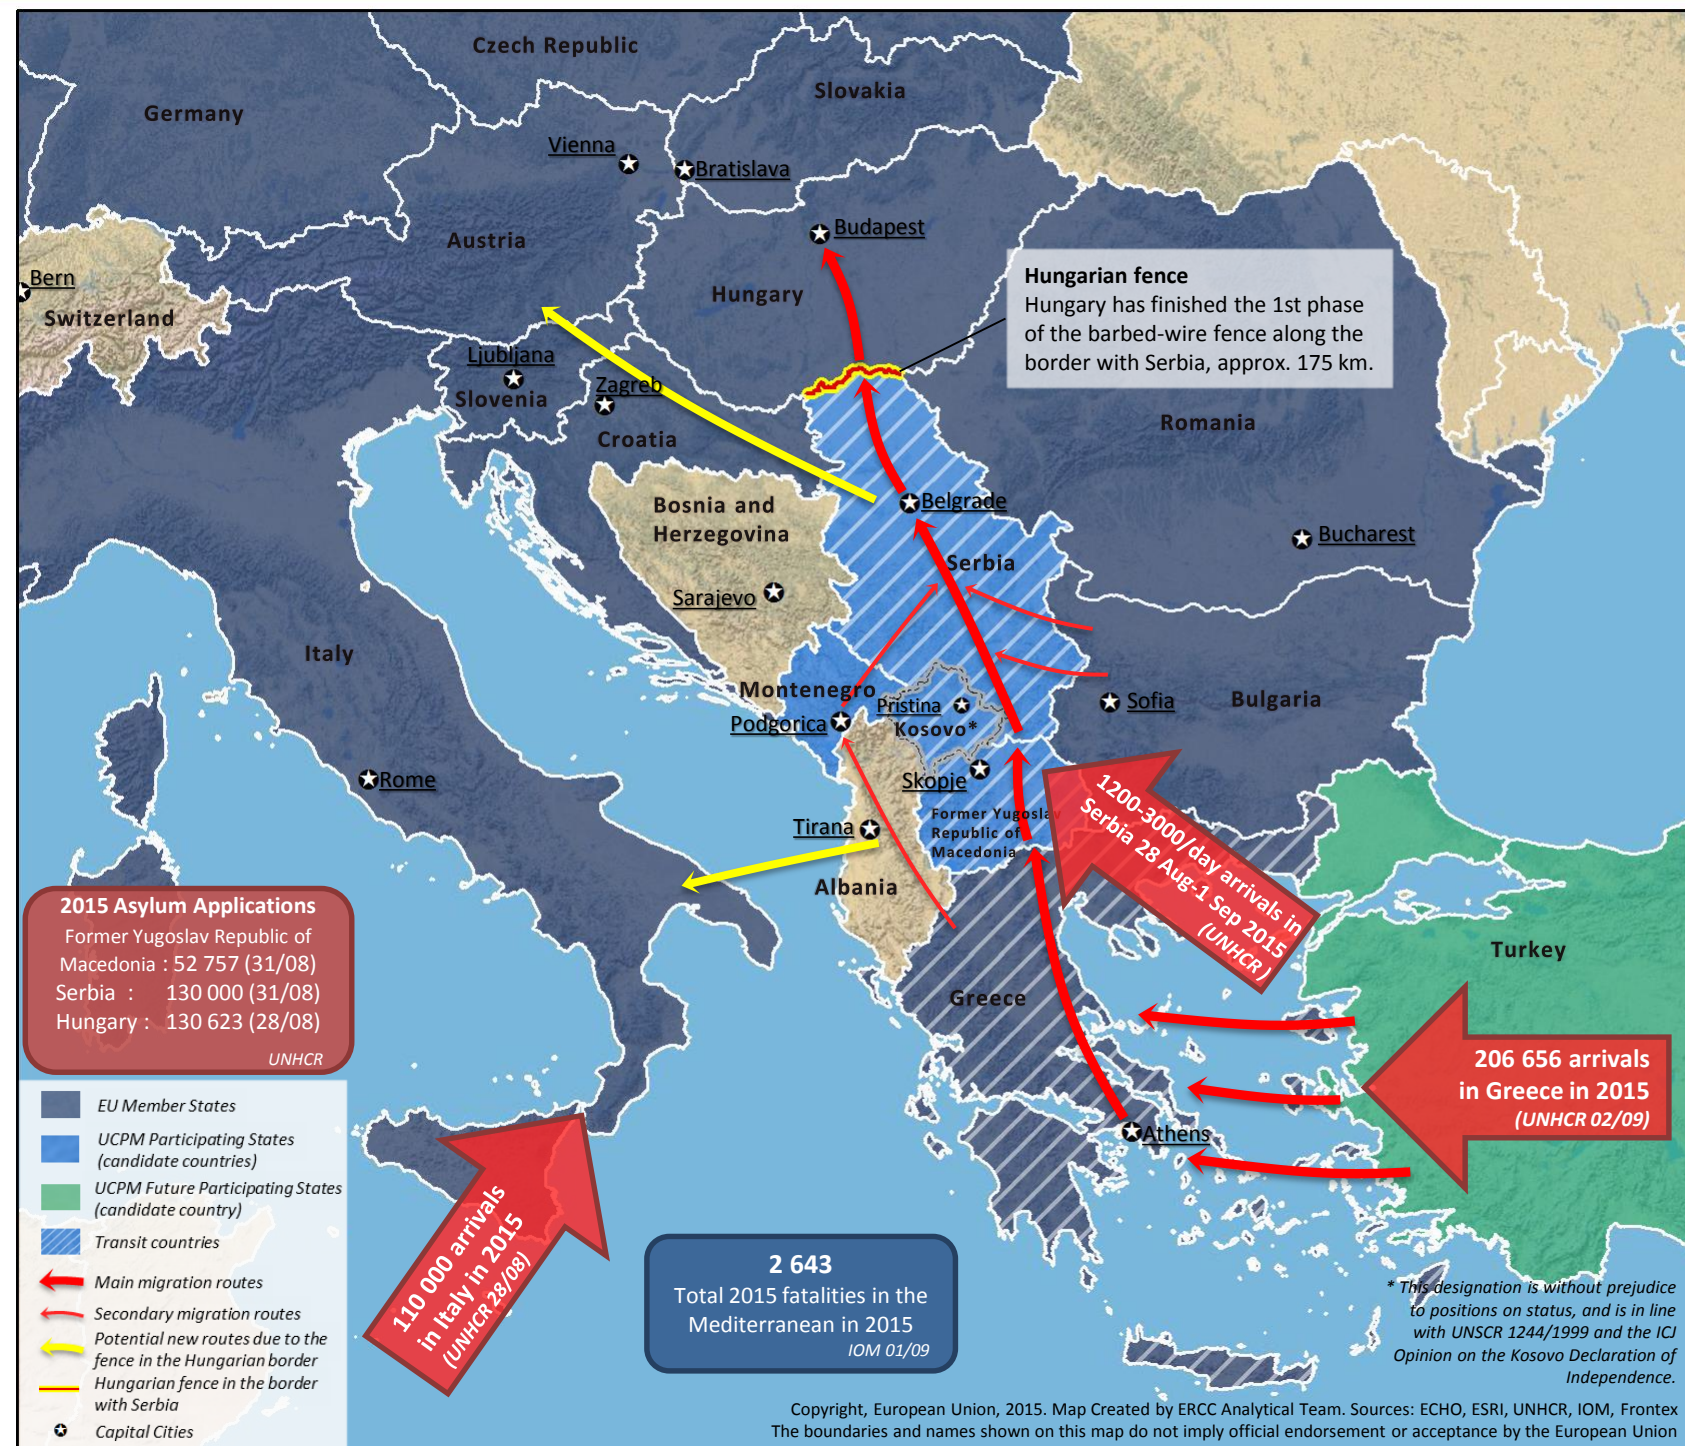 Czech Republic
Slovakia
Germany
Vienna
Bratislava
Budapest
Austria
Bern
Switzerland
Hungary
Hungarian fence
Hungary has finished the 1st phase
of the barbed-wire fence along the
border with Serbia, approx. 175 km.
Ljubljana
Slovenia
Zagreb
Croatia
Romania
Bosnia and
Herzegovina
Belgrade
Bucharest
Serbia
Sarajevo
Italy
Montenegro
Podgorica
Pristina
Kosovo*
Sofia
Bulgaria
Rome
Skopje
Former Yugoslav
Republic of
Macedonia
Tirana
Albania
1200-3000/day arrivals in
Serbia 28 Aug-1 Sep 2015
(UNHCR )
Turkey
2015 Asylum Applications
Former Yugoslav Republic of
Macedonia : 52 757 (31/08)
Serbia : 130 000 (31/08)
Hungary : 130 623 (28/08)
UNHCR
Greece
206 656 arrivals
in Greece in 2015
(UNHCR 02/09)
Athens
EU Member States
UCPM Participating States
(candidate countries)
UCPM Future Participating States
(candidate country)
Transit countries
Main migration routes
Secondary migration routes
Potential new routes due to the
fence in the Hungarian border
Hungarian fence in the border
with Serbia
Capital Cities
110 000 arrivals
in Italy in 2015
(UNHCR 28/08)
2 643
Total 2015 fatalities in the
Mediterranean in 2015
IOM 01/09
* This designation is without prejudice
to positions on status, and is in line
with UNSCR 1244/1999 and the ICJ
Opinion on the Kosovo Declaration of
Independence.
Copyright, European Union, 2015. Map Created by ERCC Analytical Team. Sources: ECHO, ESRI, UNHCR, IOM, Frontex
The boundaries and names shown on this map do not imply official endorsement or acceptance by the European Union